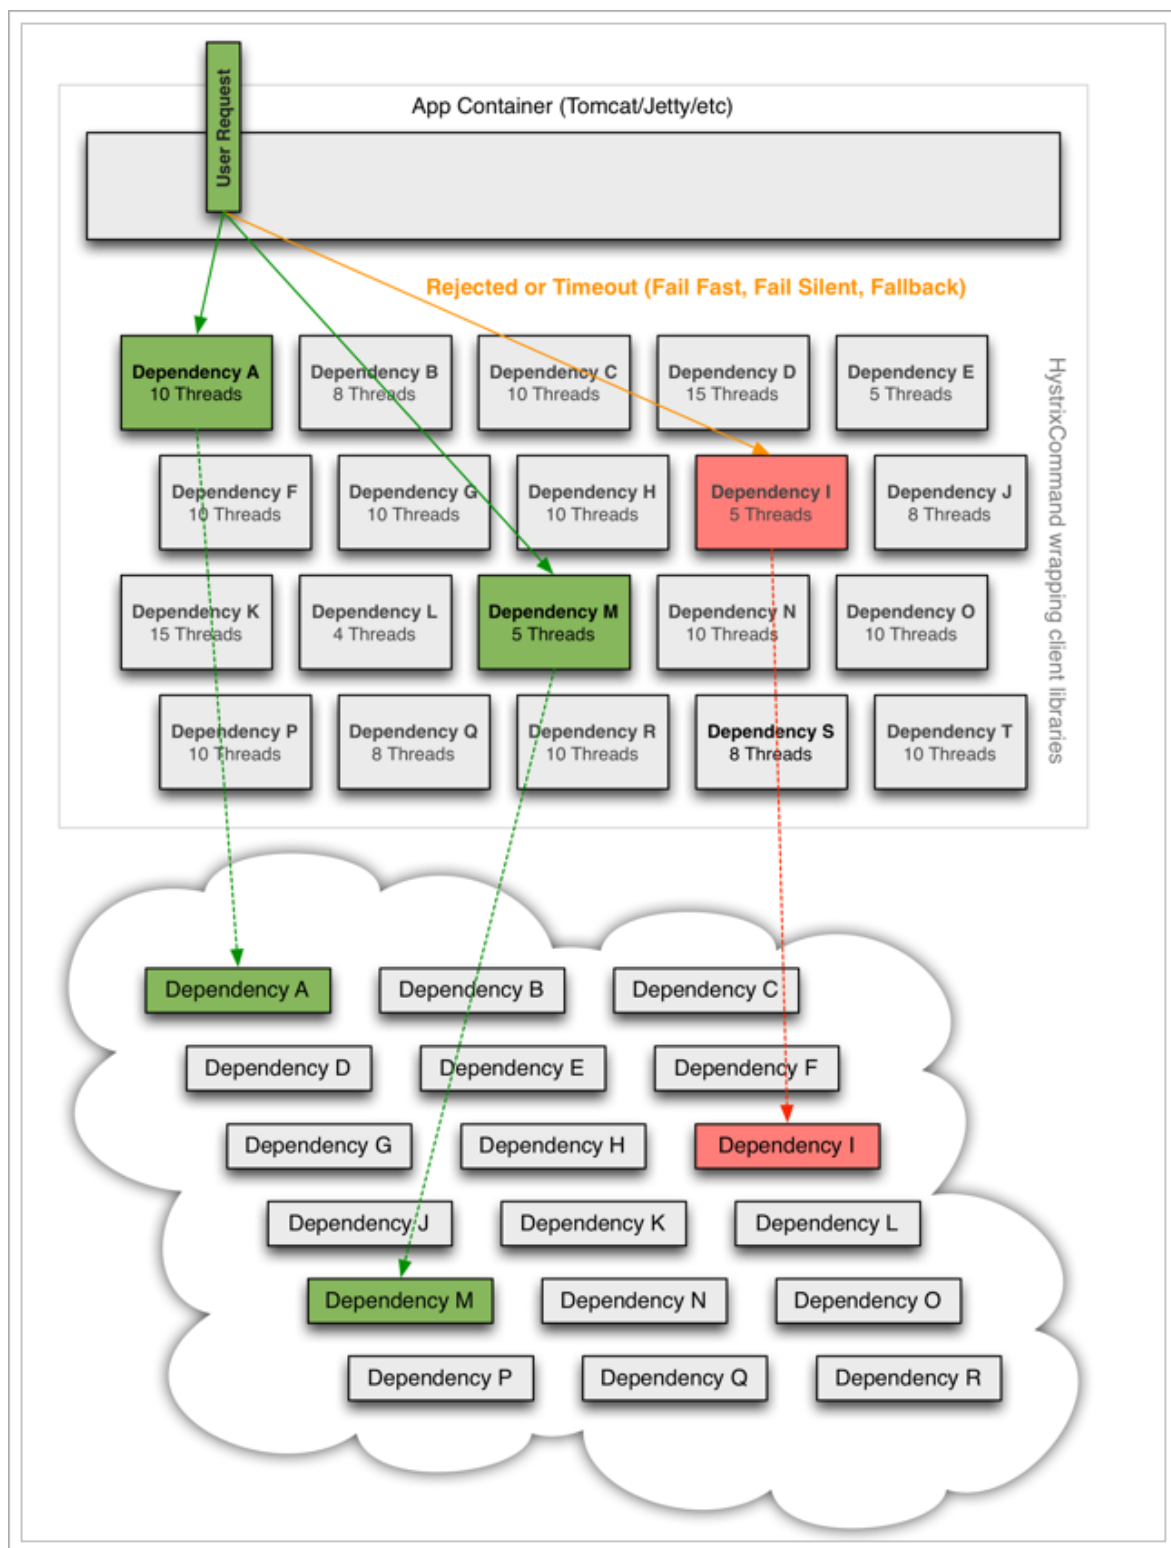 User Request
App Container (Tomcat/Jetty/etc)
Rejected or Timeout (Fail Fast, Fail Silent, Fallback)
Dependency A
10 Threads
Dependency B
8 Threads
Dependency C
10 Threads
Dependency D
15 Threads
Dependency E
5 Threads
Dependency F
10 Threads
Dependency G
10 Threads
Dependency H
10 Threads
Dependency I
5 Threads
Dependency J
8 Threads
Dependency K
15 Threads
Dependency L
4 Threads
Dependency M
5 Threads
Dependency N
10 Threads
Dependency O
10 Threads
Dependency P
10 Threads
Dependency Q
8 Threads
Dependency R
10 Threads
Dependency S
8 Threads
Dependency T
10 Threads
HystrixCommand wrapping client libraries
Dependency A
Dependency B
Dependency C
Dependency D
Dependency E
Dependency F
Dependency G
Dependency H
Dependency I
Dependency J
Dependency K
Dependency L
Dependency M
Dependency N
Dependency O
Dependency P
Dependency Q
Dependency R